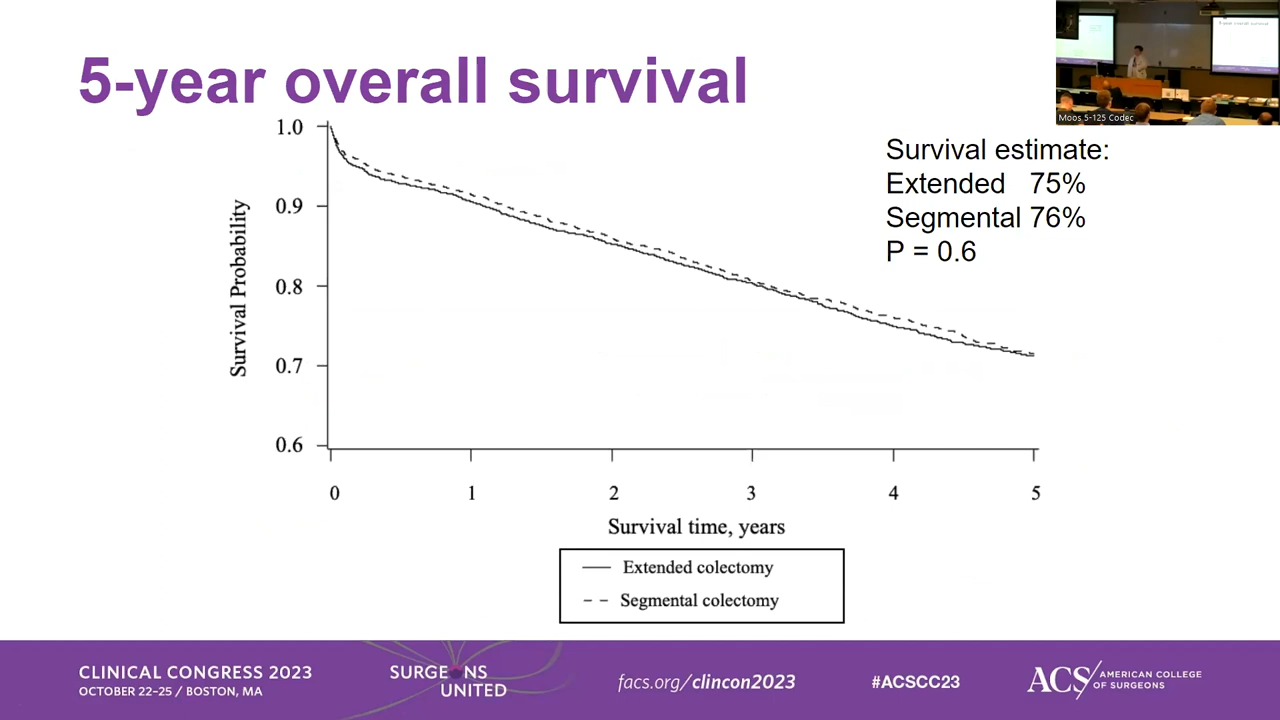 5-year overall survival
Moos 5-125 Codec
Survival estimate:
Extended 75%
Segmental 76%
P = 0.6
1.0
0.9
0.8
0.7
0.6
Survival Probability
0 1 2 3 4 5
Survival time, years
Extended colectomy
Segmental colectomy
CLINICAL CONGRESS 2023
OCTOBER 22–25 / BOSTON, MA
SURGEONS
UNITED
facs.org/clincon2023
#ACSCC23
ACS
AMERICAN COLLEGE
OF SURGEONS